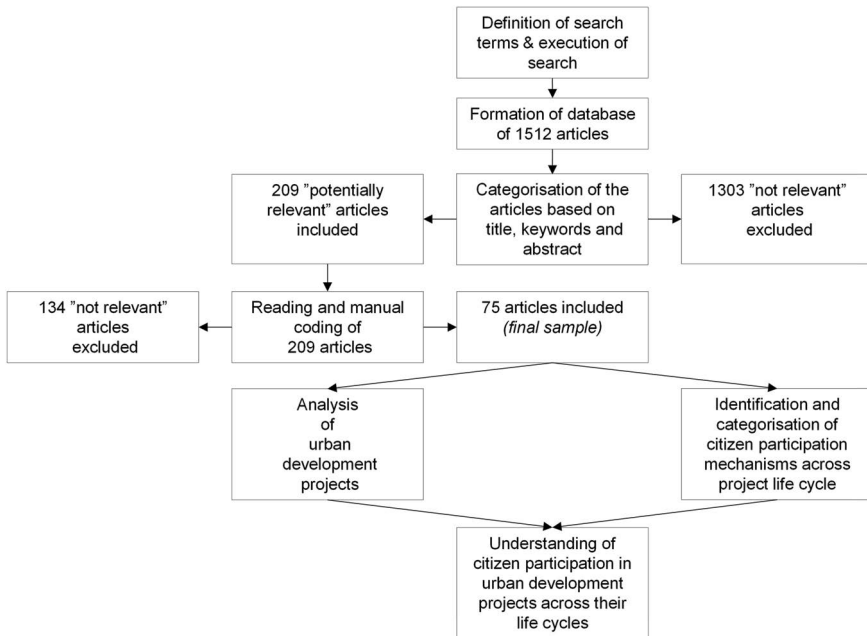 Definition of search
terms & execution of
search
Formation of database
of 1512 articles
209 ”potentially
relevant” articles
included
Categorisation of the
articles based on
title, keywords and
abstract
1303 ”not relevant”
articles
excluded
134 ”not relevant”
articles
excluded
Reading and manual
coding of
209 articles
75 articles included
(final sample)
Analysis
of
urban
development
projects
Identification and
categorisation of
citizen participation
mechanisms across
project life cycle
Understanding of
citizen participation in
urban development
projects across their
life cycles